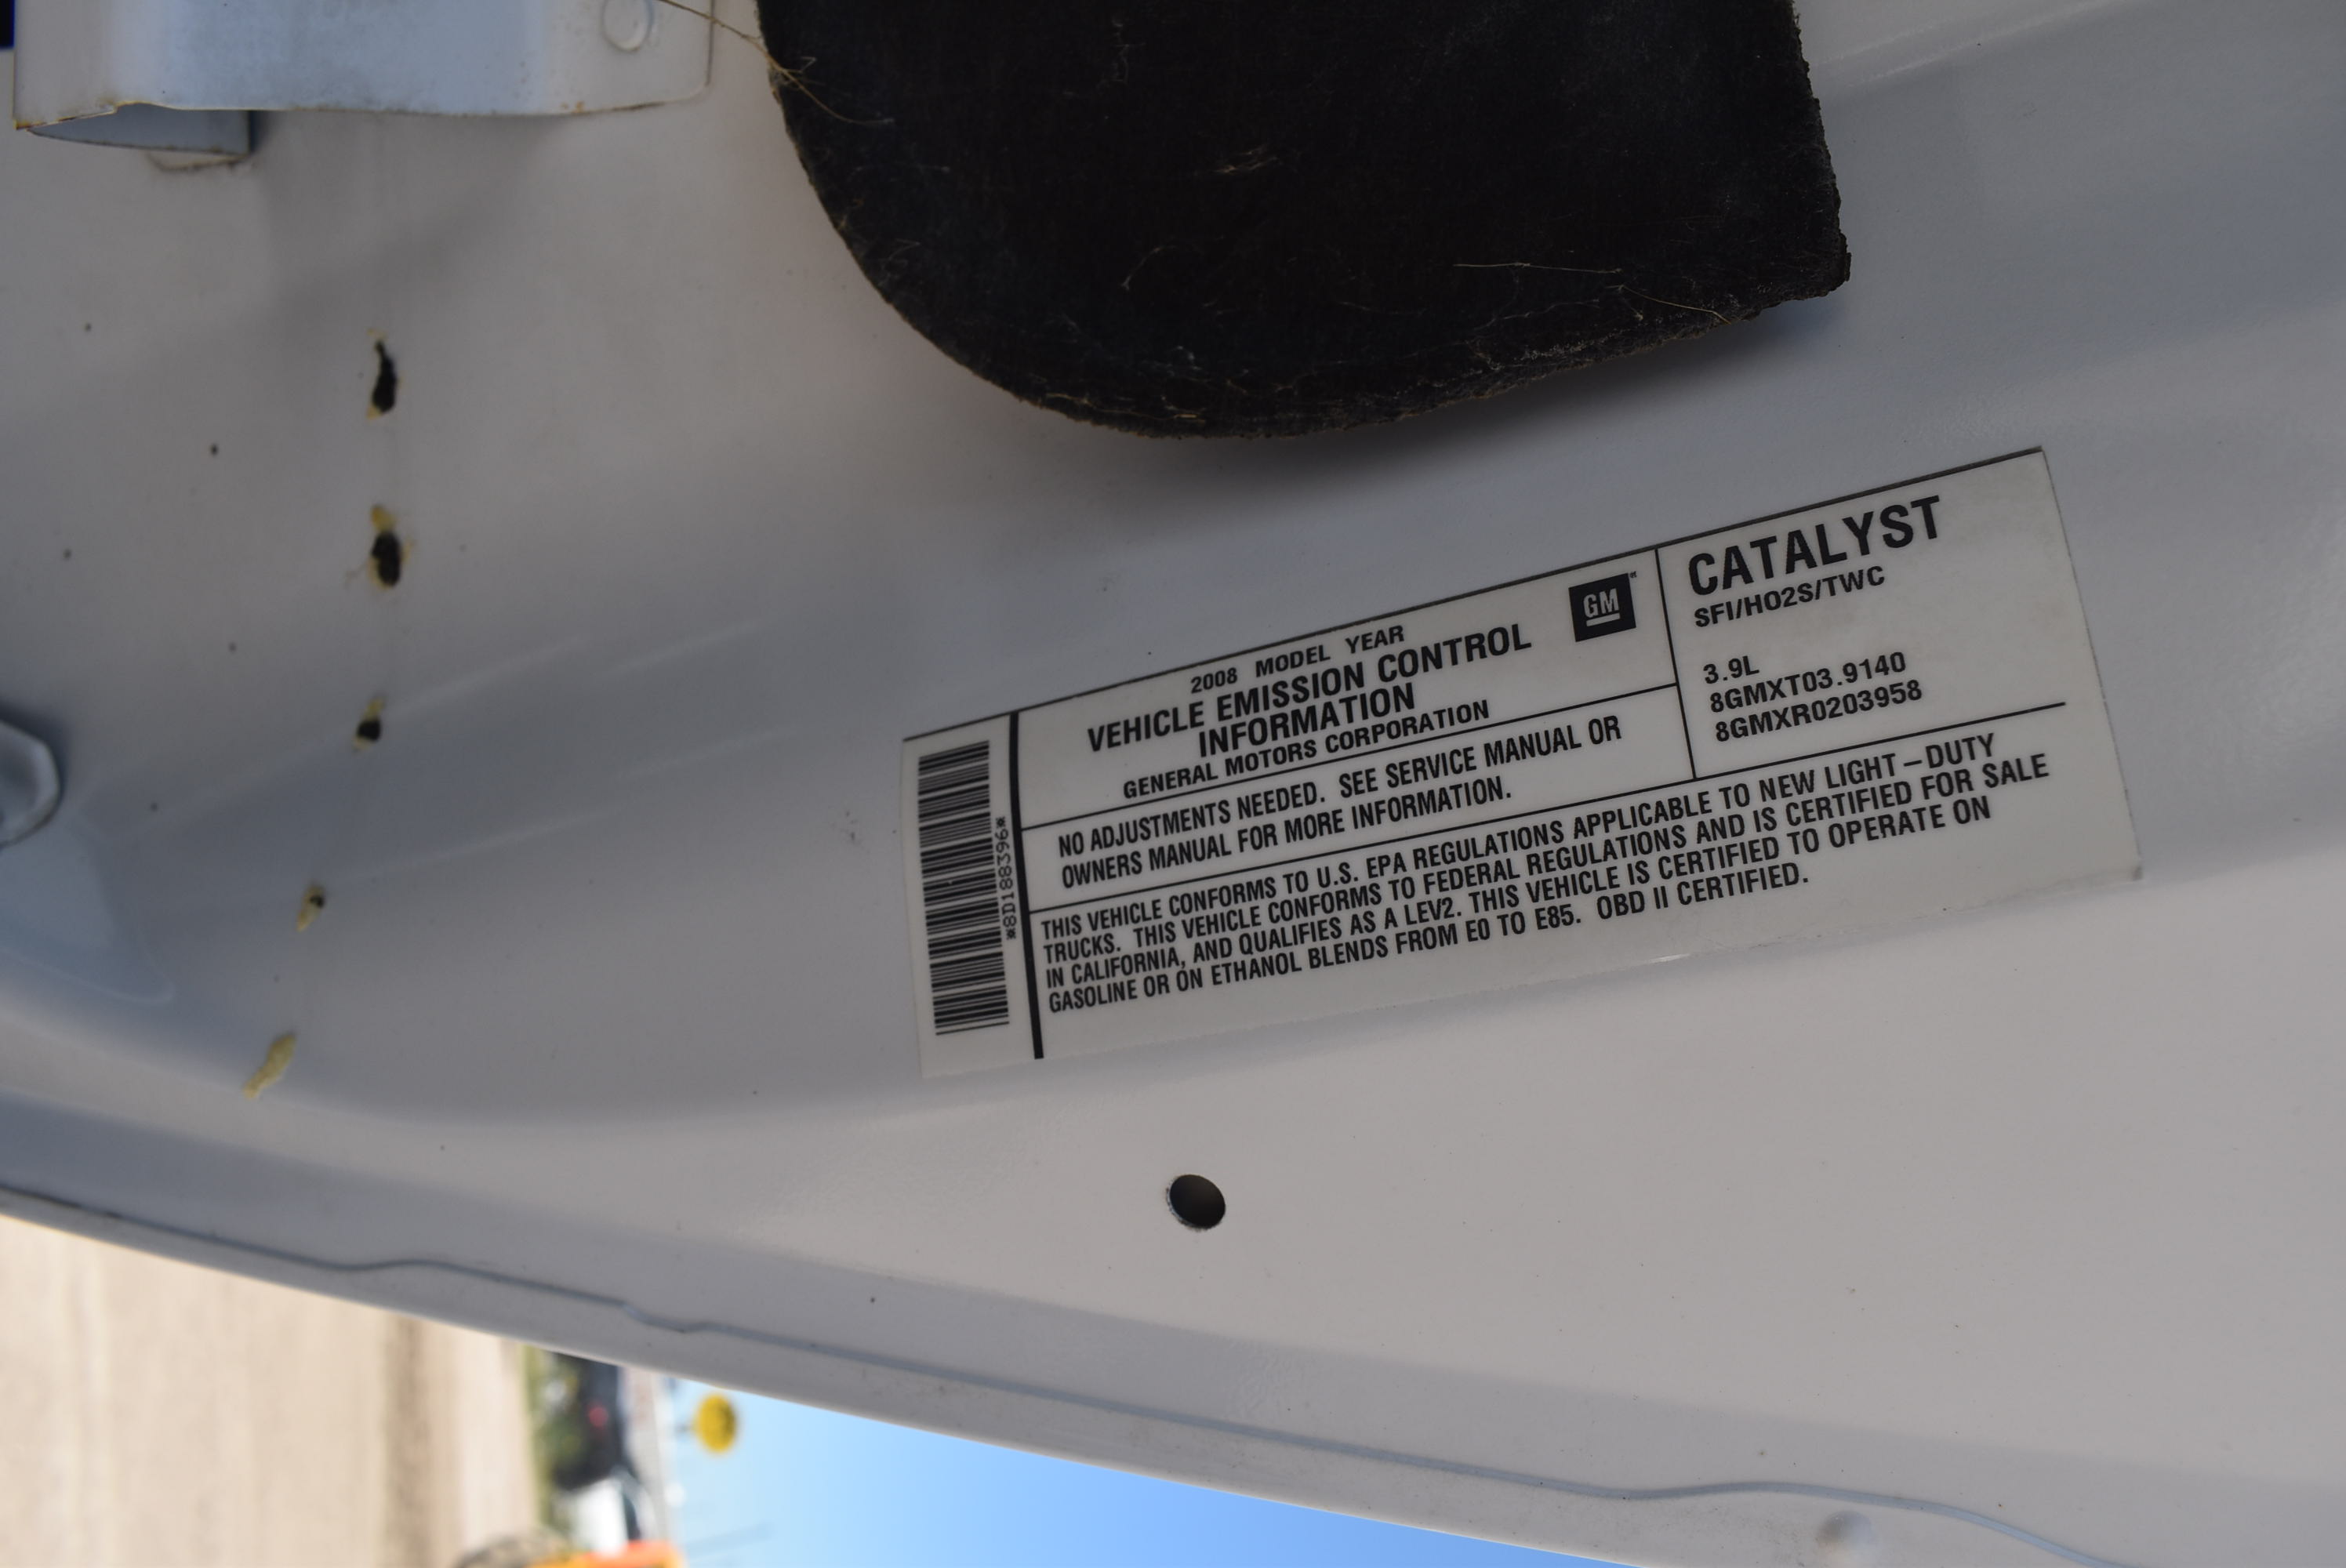 2008 MODEL YEAR
VEHICLE EMISSION CONTROL
INFORMATION
GENERAL MOTORS CORPORATION
GM
CATALYST
SFI/HO2S/TWC
3.9L
8GMXT03.9140
8GMXR0203958
NO ADJUSTMENTS NEEDED. SEE SERVICE MANUAL OR
OWNERS MANUAL FOR MORE INFORMATION.
THIS VEHICLE CONFORMS TO U.S. EPA REGULATIONS APPLICABLE TO NEW LIGHT-DUTY
TRUCKS. THIS VEHICLE CONFORMS TO FEDERAL REGULATIONS AND IS CERTIFIED FOR SALE
IN CALIFORNIA, AND QUALIFIES AS A LEV2. THIS VEHICLE IS CERTIFIED TO OPERATE ON
GASOLINE OR ON ETHANOL BLENDS FROM E0 TO E85. OBD II CERTIFIED.
*8D188396*